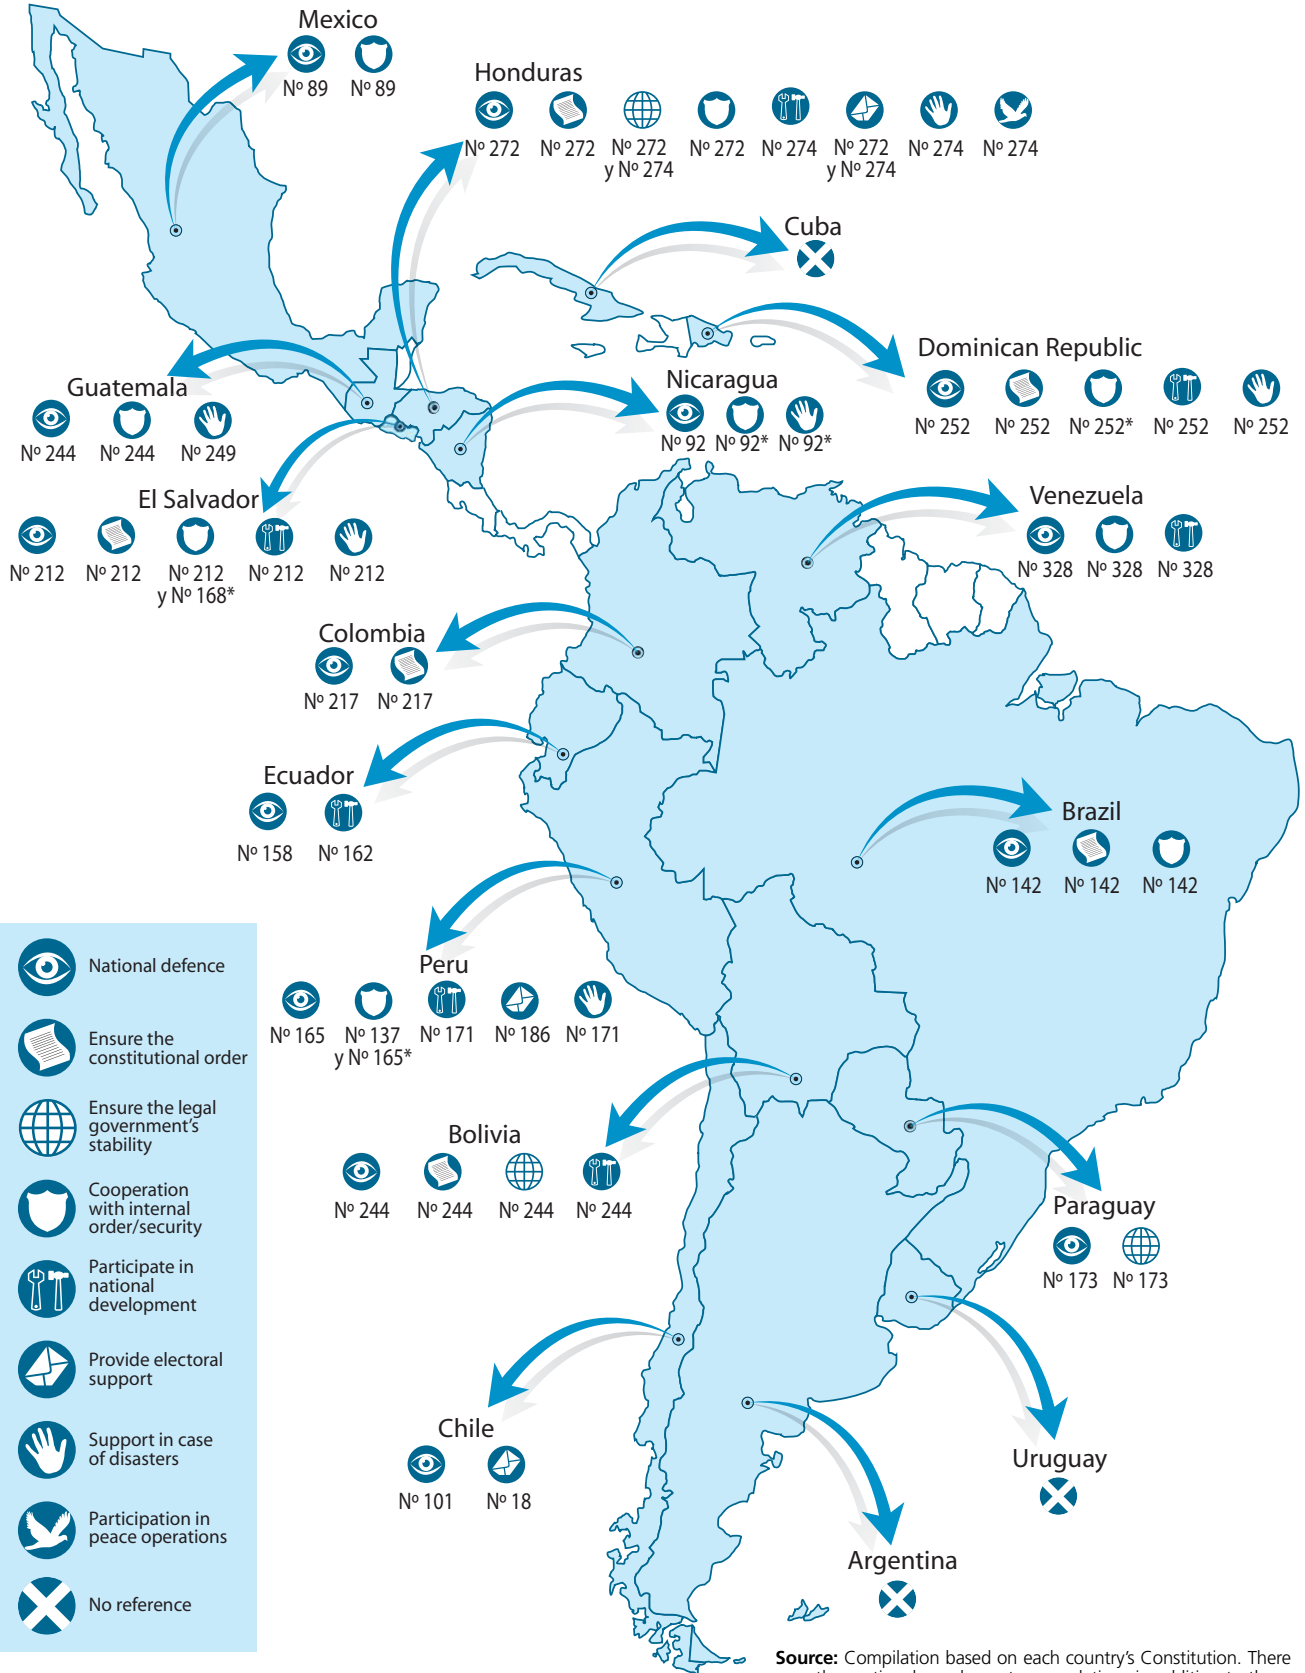 Mexico
Nº 89 Nº 89
Honduras
Nº 272 Nº 272 Nº 272 Nº 272 Nº 274 Nº 272 Nº 274 Nº 274
y Nº 274 y Nº 274
Cuba
Dominican Republic
Nº 252 Nº 252 Nº 252* Nº 252 Nº 252
Guatemala
Nº 244 Nº 244 Nº 249
Nicaragua
Nº 92 Nº 92* Nº 92*
El Salvador
Nº 212 Nº 212 Nº 212 Nº 212 Nº 212
y Nº 168*
Venezuela
Nº 328 Nº 328 Nº 328
Colombia
Nº 217 Nº 217
Ecuador
Nº 158 Nº 162
Brazil
Nº 142 Nº 142 Nº 142
Peru
Nº 165 Nº 137 Nº 171 Nº 186 Nº 171
y Nº 165*
Bolivia
Nº 244 Nº 244 Nº 244 Nº 244
Paraguay
Nº 173 Nº 173
Chile
Nº 101 Nº 18
Uruguay
Argentina
National defence
Ensure the
constitutional order
Ensure the legal
government's
stability
Cooperation
with internal
order/security
Participate in
national
development
Provide electoral
support
Support in case
of disasters
Participation in
peace operations
No reference
Source: Compilation based on each country's Constitution. There